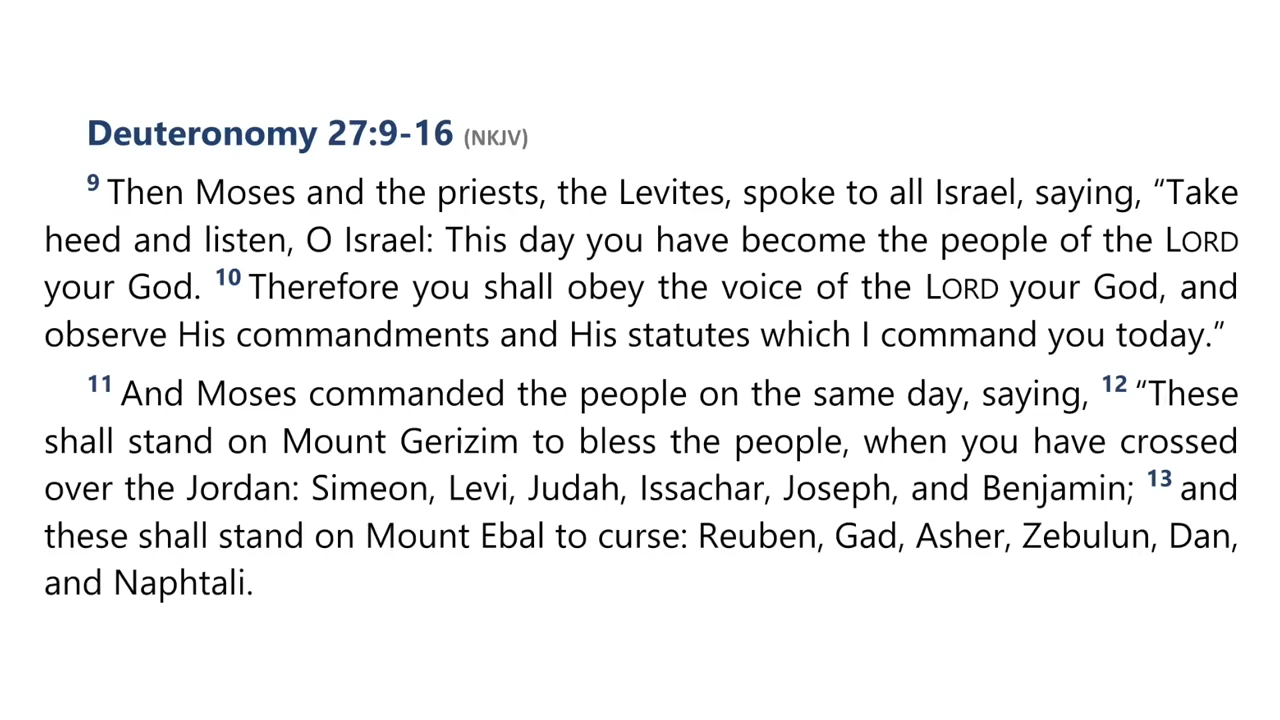 Deuteronomy 27:9-16 (NKJV)
9 Then Moses and the priests, the Levites, spoke to all Israel, saying, “Take
heed and listen, O Israel: This day you have become the people of the LORD
your God. 10 Therefore you shall obey the voice of the LORD your God, and
observe His commandments and His statutes which I command you today.”
11 And Moses commanded the people on the same day, saying, 12 “These
shall stand on Mount Gerizim to bless the people, when you have crossed
over the Jordan: Simeon, Levi, Judah, Issachar, Joseph, and Benjamin; 13 and
these shall stand on Mount Ebal to curse: Reuben, Gad, Asher, Zebulun, Dan,
and Naphtali.